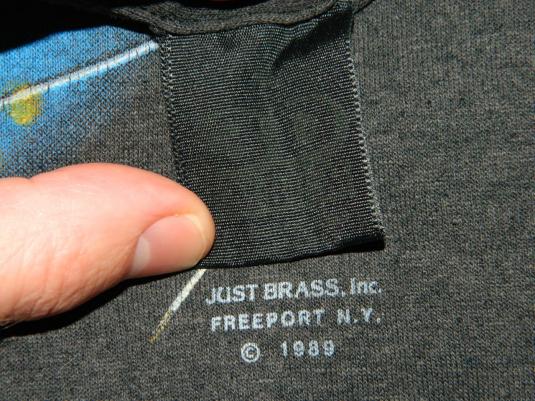 JUST BRASS, Inc.
FREEPORT N.Y.
© 1989